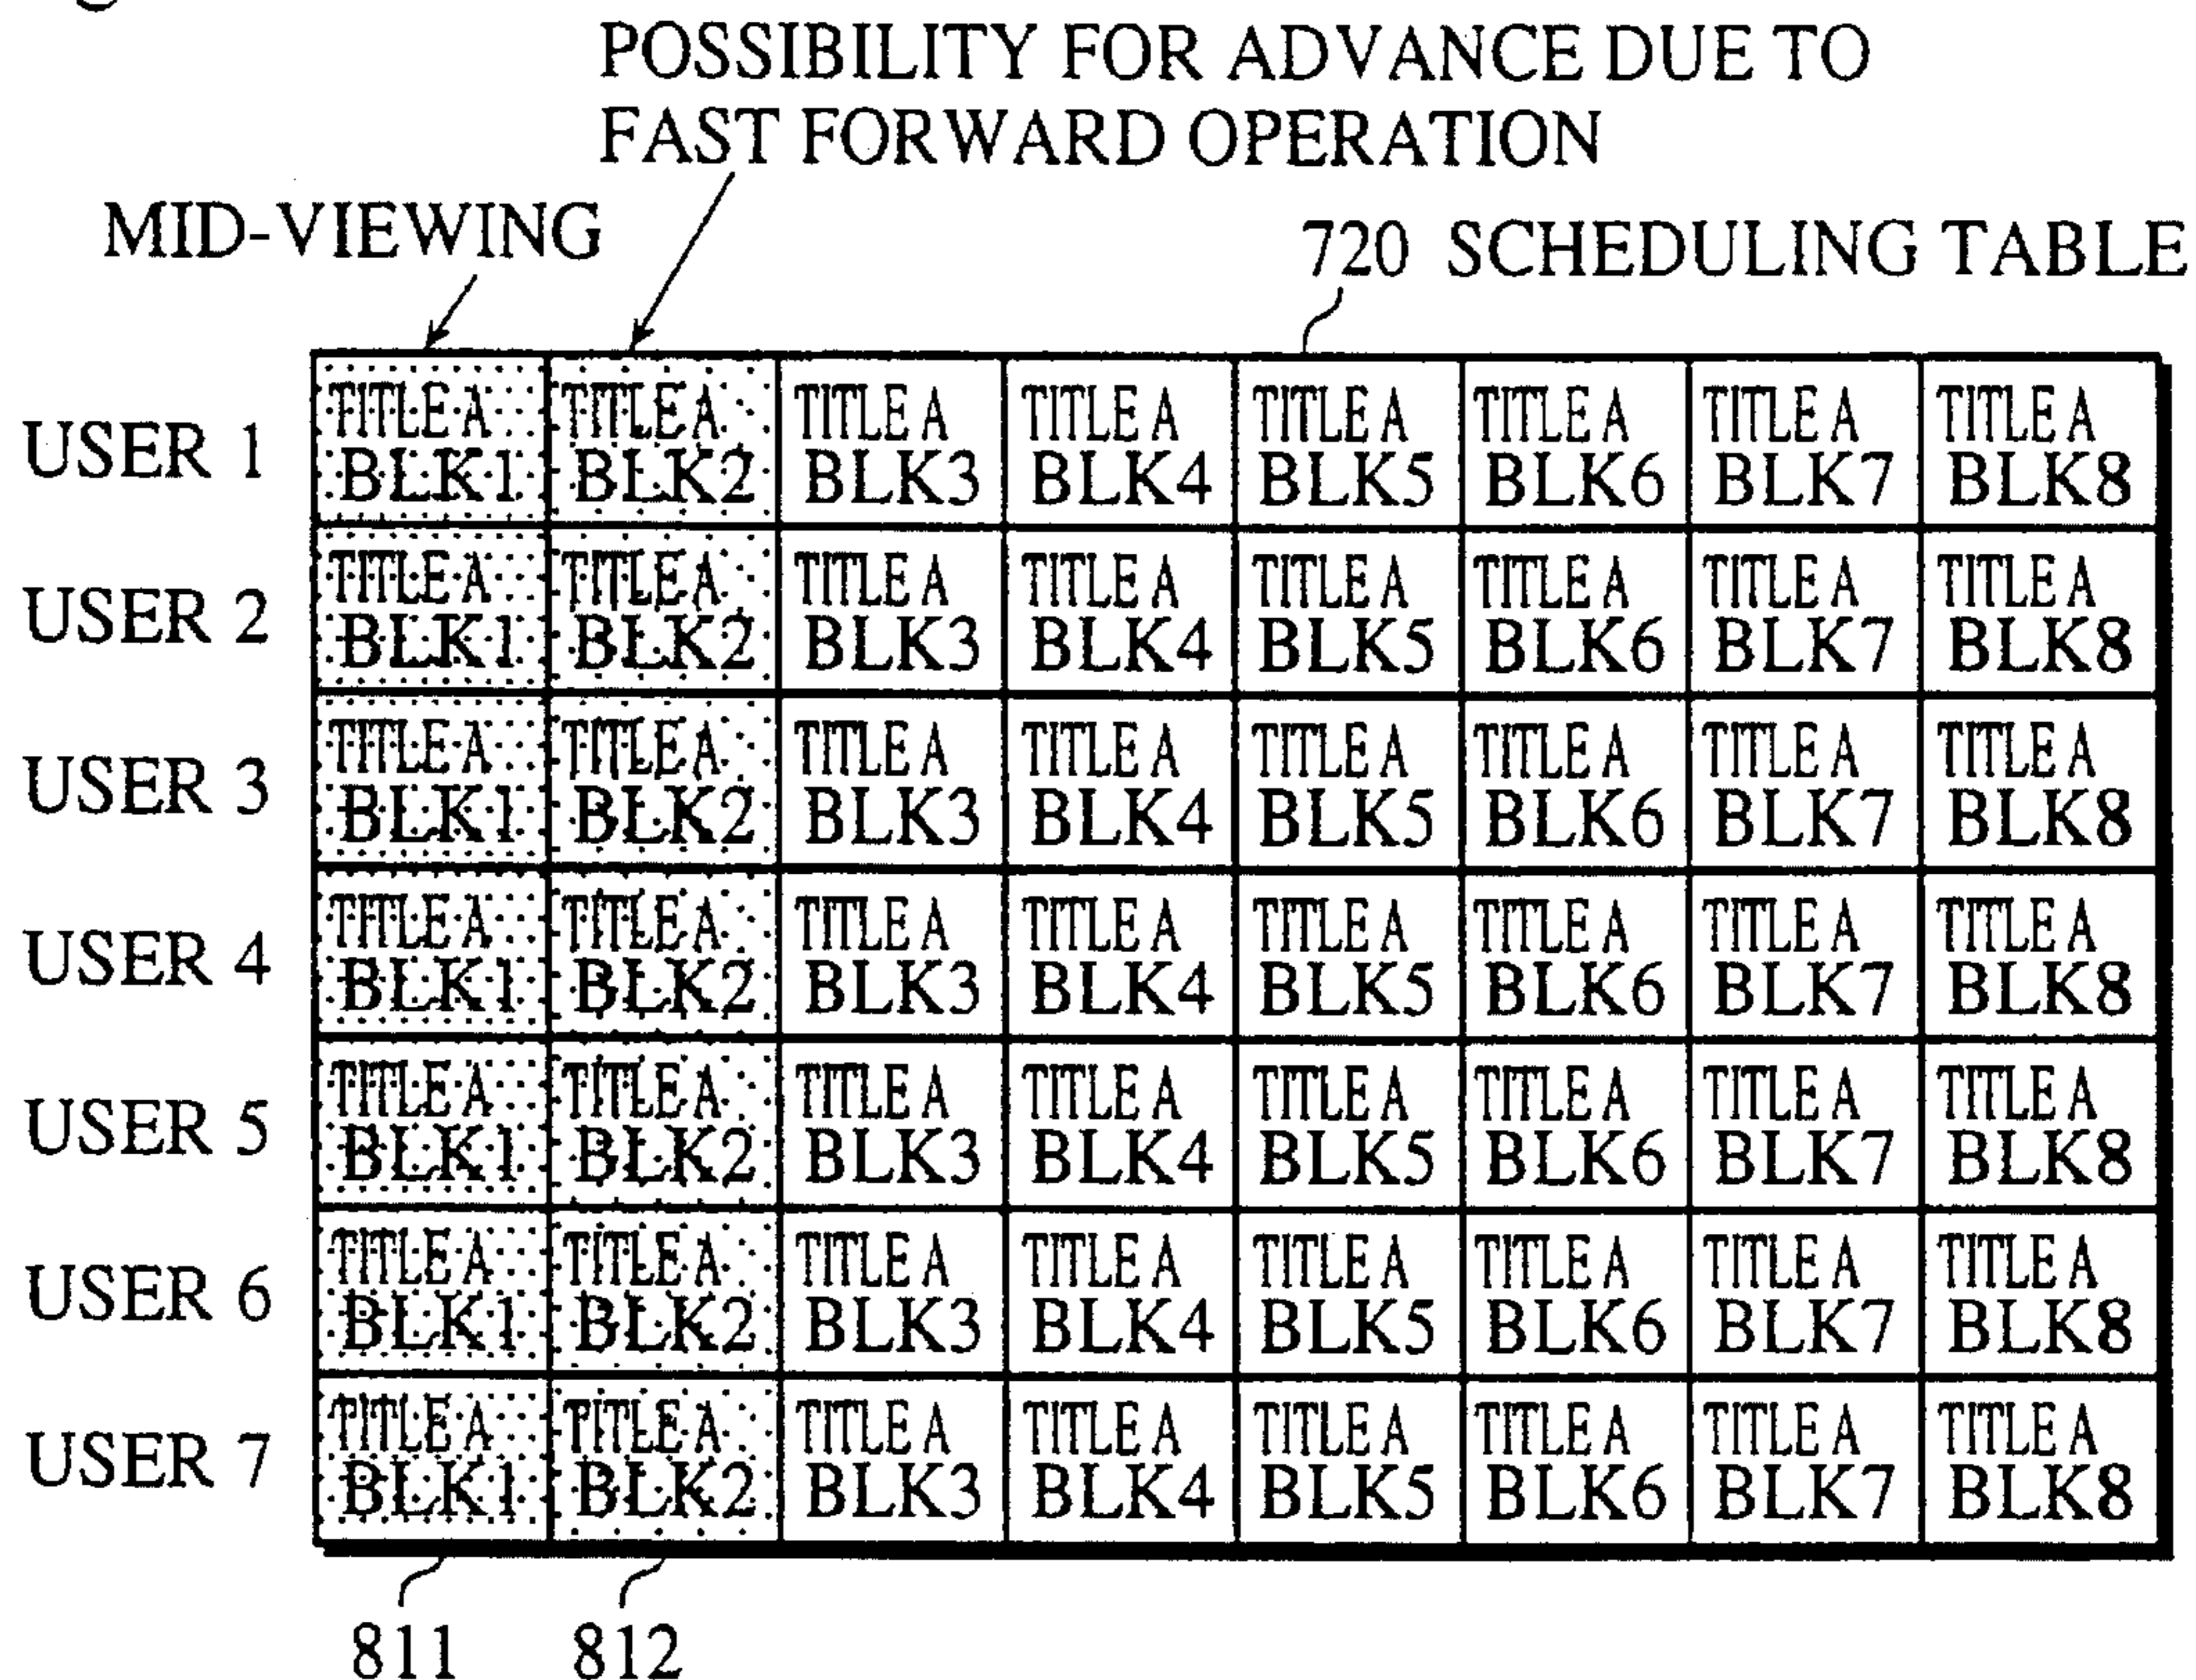 POSSIBILITY FOR ADVANCE DUE TO
FAST FORWARD OPERATION
MID-VIEWING
720 SCHEDULING TABLE
USER 1
TITLE A TITLE A TITLE A TITLE A TITLE A TITLE A TITLE A TITLE A
BLK1 BLK2 BLK3 BLK4 BLK5 BLK6 BLK7 BLK8
USER 2
TITLE A TITLE A TITLE A TITLE A TITLE A TITLE A TITLE A TITLE A
BLK1 BLK2 BLK3 BLK4 BLK5 BLK6 BLK7 BLK8
USER 3
TITLE A TITLE A TITLE A TITLE A TITLE A TITLE A TITLE A TITLE A
BLK1 BLK2 BLK3 BLK4 BLK5 BLK6 BLK7 BLK8
USER 4
TITLE A TITLE A TITLE A TITLE A TITLE A TITLE A TITLE A TITLE A
BLK1 BLK2 BLK3 BLK4 BLK5 BLK6 BLK7 BLK8
USER 5
TITLE A TITLE A TITLE A TITLE A TITLE A TITLE A TITLE A TITLE A
BLK1 BLK2 BLK3 BLK4 BLK5 BLK6 BLK7 BLK8
USER 6
TITLE A TITLE A TITLE A TITLE A TITLE A TITLE A TITLE A TITLE A
BLK1 BLK2 BLK3 BLK4 BLK5 BLK6 BLK7 BLK8
USER 7
TITLE A TITLE A TITLE A TITLE A TITLE A TITLE A TITLE A TITLE A
BLK1 BLK2 BLK3 BLK4 BLK5 BLK6 BLK7 BLK8
811 812